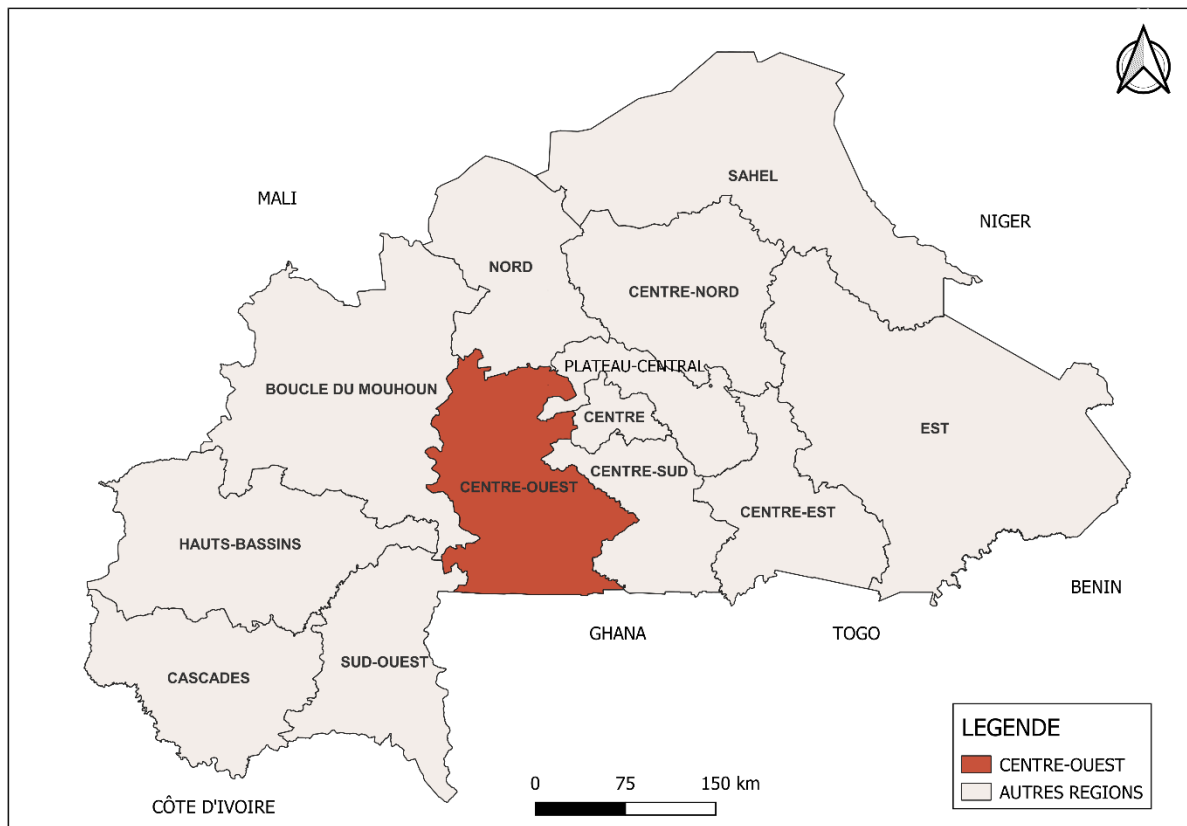 SAHEL
MALI
NIGER
NORD
CENTRE-NORD
PLATEAU-CENTRAL
BOUCLE DU MOUHOUN
CENTRE
EST
CENTRE-SUD
CENTRE-OUEST
CENTRE-EST
HAUTS-BASSINS
BENIN
GHANA
TOGO
SUD-OUEST
CASCADES
LEGENDE
CENTRE-OUEST
AUTRES REGIONS
0 75 150 km
CÔTE D'IVOIRE